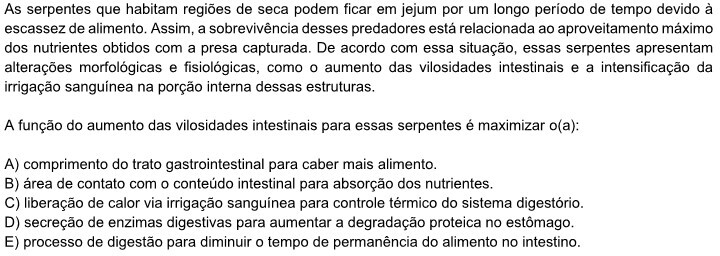 As serpentes que habitam regiões de seca podem ficar em jejum por um longo período de tempo devido à
escassez de alimento. Assim, a sobrevivência desses predadores está relacionada ao aproveitamento máximo
dos nutrientes obtidos com a presa capturada. De acordo com essa situação, essas serpentes apresentam
alterações morfológicas e fisiológicas, como o aumento das vilosidades intestinais e a intensificação da
irrigação sanguínea na porção interna dessas estruturas.
A função do aumento das vilosidades intestinais para essas serpentes é maximizar o(a):
A) comprimento do trato gastrointestinal para caber mais alimento.
B) área de contato com o conteúdo intestinal para absorção dos nutrientes.
C) liberação de calor via irrigação sanguínea para controle térmico do sistema digestório.
D) secreção de enzimas digestivas para aumentar a degradação proteica no estômago.
E) processo de digestão para diminuir o tempo de permanência do alimento no intestino.